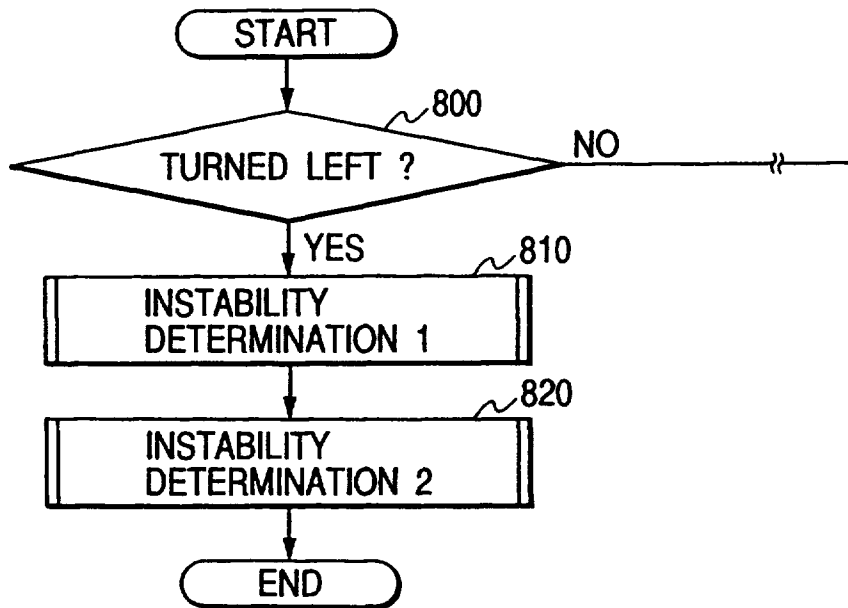 START
800
TURNED LEFT ?
NO
YES
810
INSTABILITY
DETERMINATION 1
820
INSTABILITY
DETERMINATION 2
END